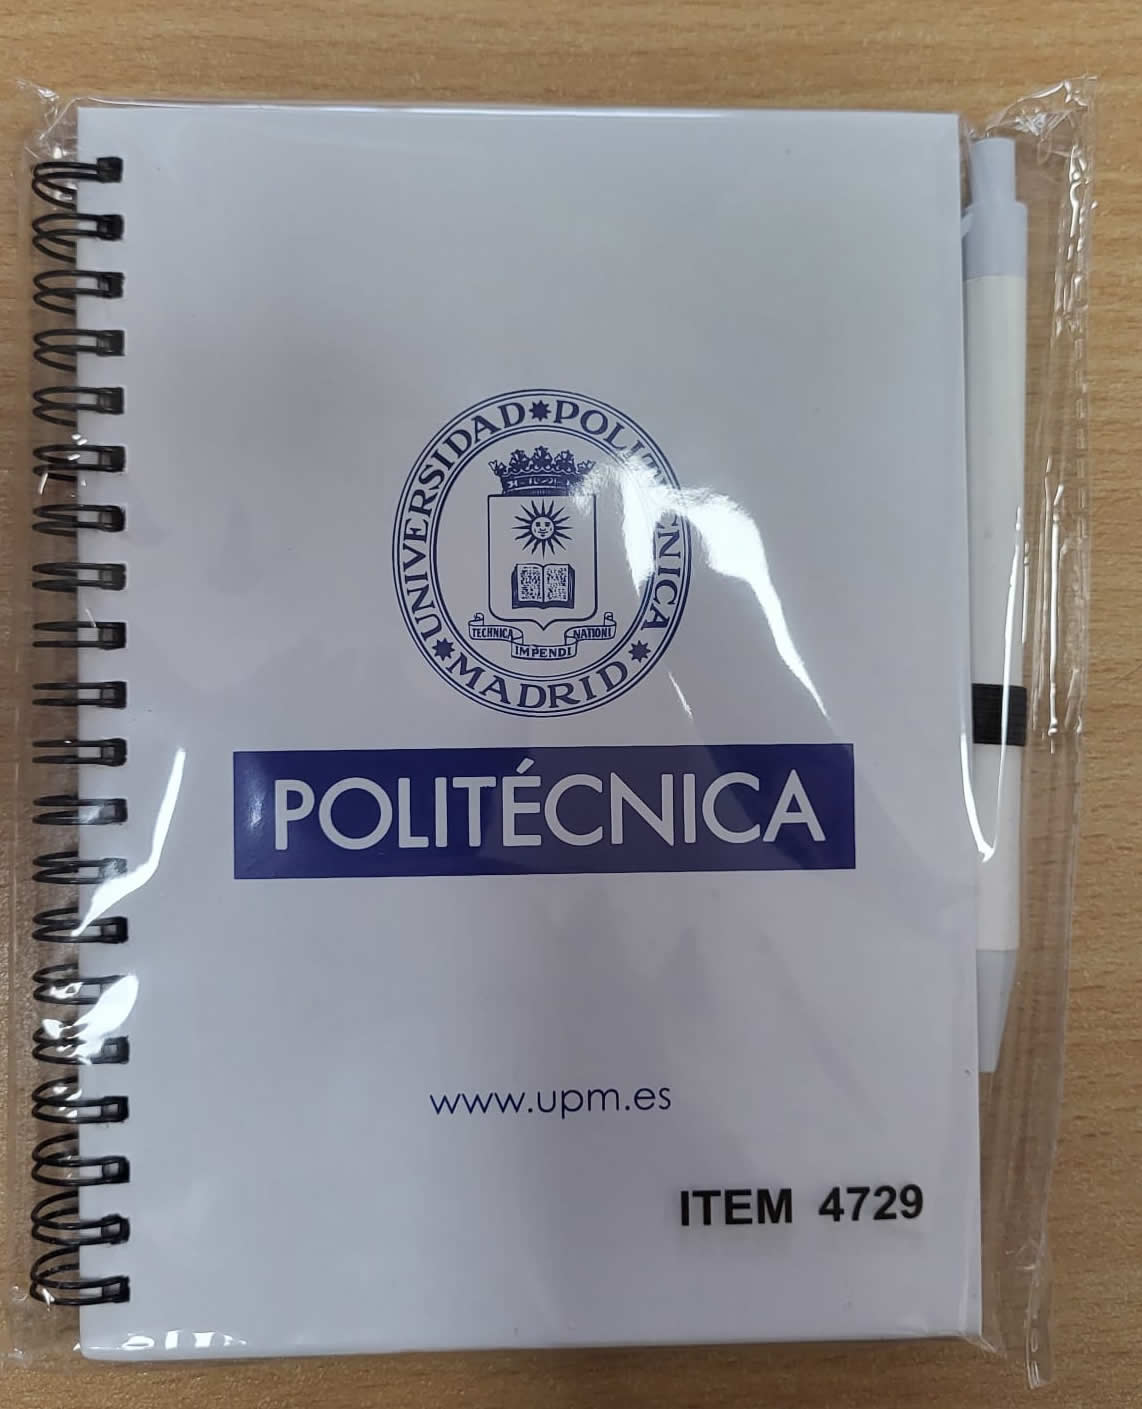 UNIVERSIDAD POLITÉCNICA
MADRID
TECHNICA
IMPENDI
NATIONI
POLITÉCNICA
www.upm.es
ITEM 4729